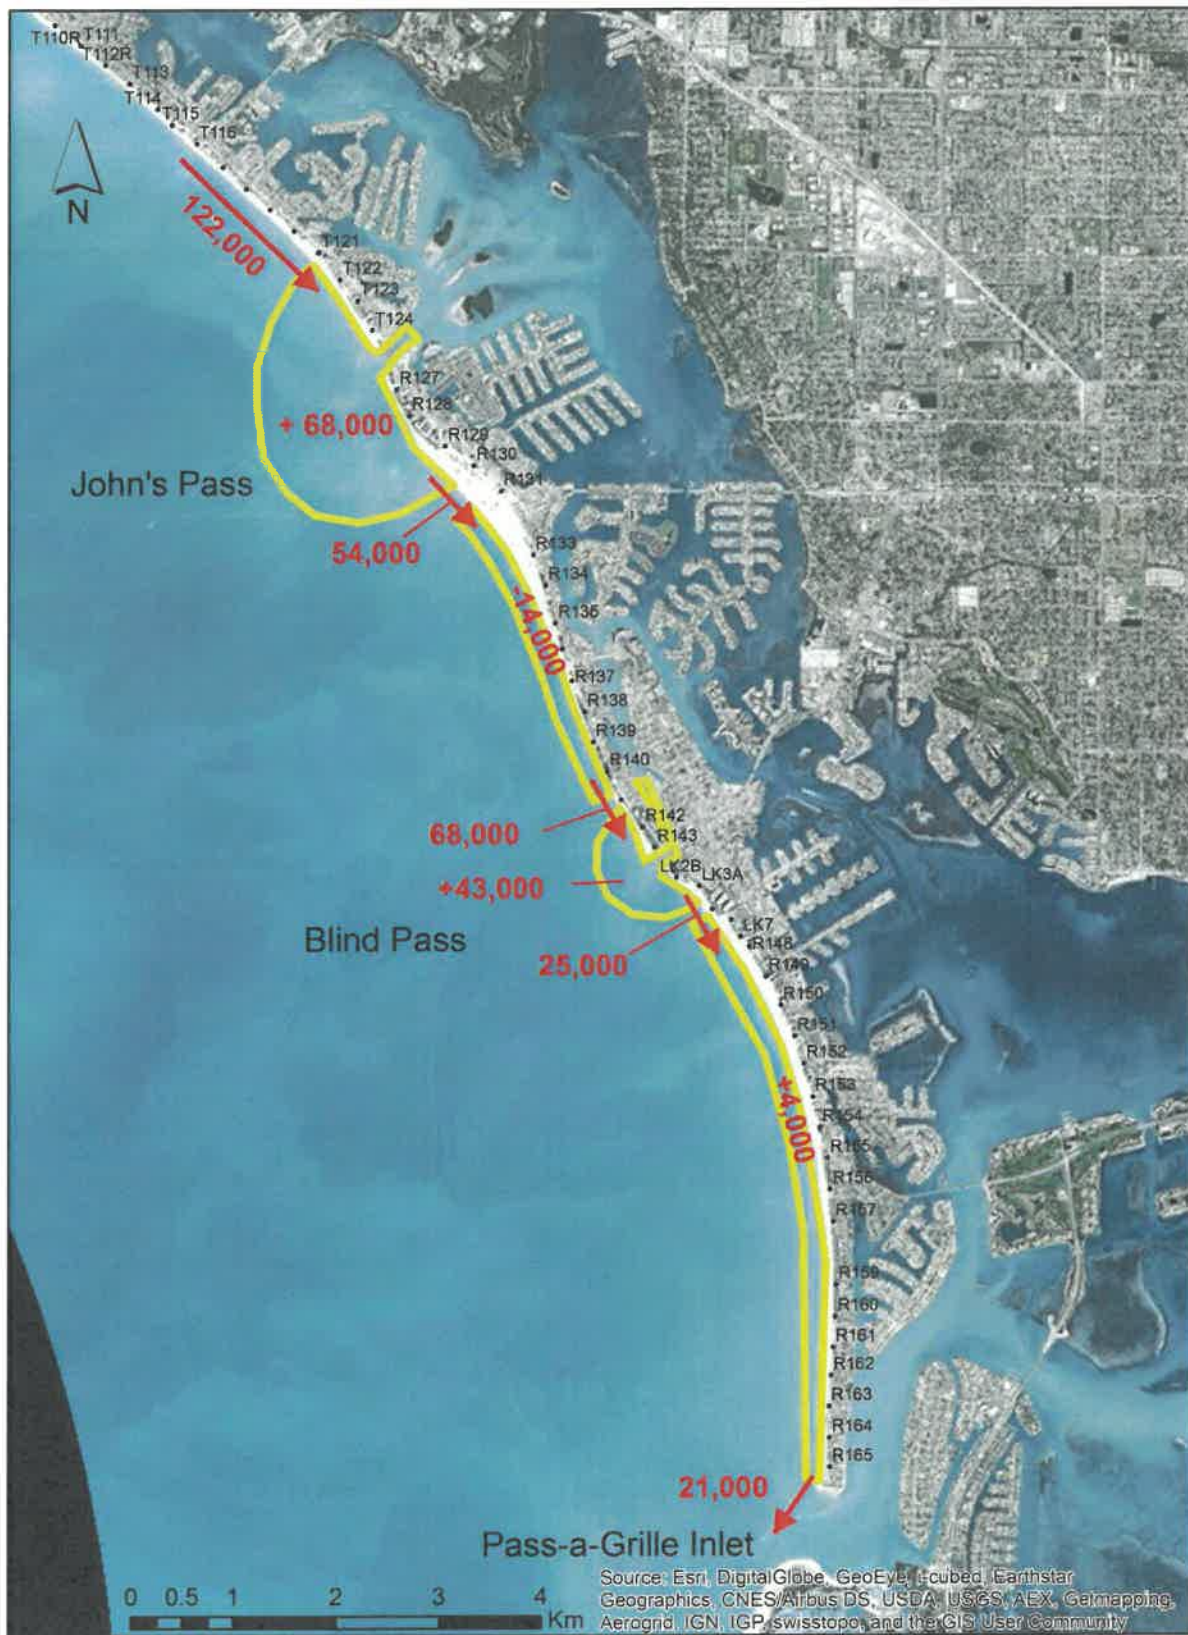 T110R
T111
T112R
T113
T114
T115
T116
N
122,000
T121
T122
T123
T124
R127
R128
+ 68,000
R129
R130
John's Pass
R131
54,000
R133
R134
-14,000
R135
R137
R138
R139
R140
68,000
R142
R143
+43,000
LK2B
LK3A
Blind Pass
LK7
R148
25,000
R149
R150
R151
R152
+4,000
R153
R154
R155
R156
R157
R159
R160
R161
R162
R163
R164
R165
21,000
Pass-a-Grille Inlet
0 0.5 1 2 3 4
Km
Source: Esri, DigitalGlobe, GeoEye, i-cubed, Earthstar
Geographics, CNES/Airbus DS, USDA, USGS, AEX, Getmapping,
Aerogrid, IGN, IGP, swisstopo, and the GIS User Community